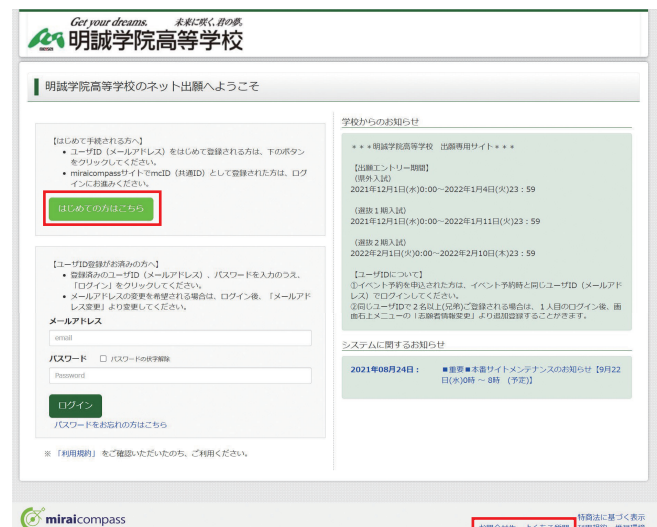 Get your dreams. 未来に咲く、君の夢。
明誠学院高等学校
明誠学院高等学校のネット出願へようこそ
【はじめて手続される方へ】
• ユーザID（メールアドレス）をはじめて登録される方は、下のボタン
をクリックしてください。
• miraicompassサイトでmcID（共通ID）として登録された方は、ログ
インにお進みください。
はじめての方はこちら
【ユーザID登録がお済みの方へ】
• 登録済みのユーザID（メールアドレス）、パスワードを入力のうえ、
「ログイン」をクリックしてください。
• メールアドレスの変更を希望される場合は、ログイン後、「メールアド
レス変更」より変更してください。
メールアドレス
email
パスワード □ パスワードの伏字解除
Password
ログイン
パスワードをお忘れの方はこちら
※ 「利用規約」 をご確認いただいたのち、ご利用ください。
学校からのお知らせ
＊＊＊明誠学院高等学校 出願専用サイト＊＊＊
【出願エントリー期間】
(県外入試)
2021年12月1日(水)0:00～2022年1月4日(火)23：59
(選抜１期入試)
2021年12月1日(水)0:00～2022年1月11日(火)23：59
(選抜２期入試)
2022年2月1日(火)0:00～2022年2月10日(木)23：59
【ユーザIDについて】
①イベント予約を申込された方は、イベント予約時と同じユーザID（メールアド
レス）でログインしてください。
②同じユーザIDで２名以上(兄弟)ご登録される場合は、１人目のログイン後、画
面右上メニューの「志願者情報変更」より追加登録することができます。
システムに関するお知らせ
2021年08月24日： ■重要■本番サイトメンテナンスのお知らせ【9月22
日(水)0時 ～ 8時 (予定)】
miraicompass
特商法に基づく表示